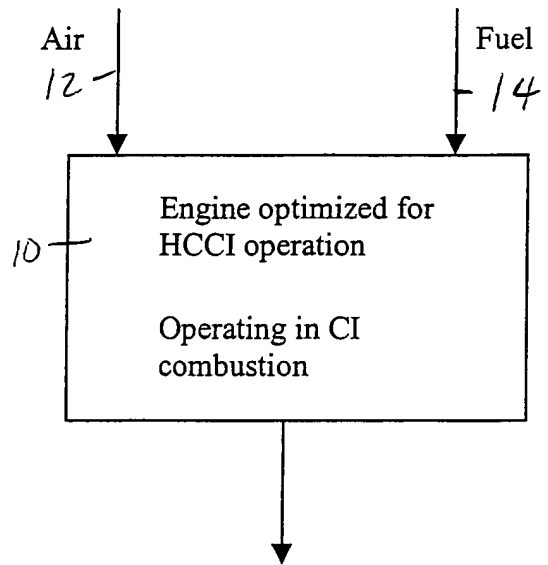 Air
Fuel
12
14
Engine optimized for
HCCI operation
10
Operating in CI
combustion